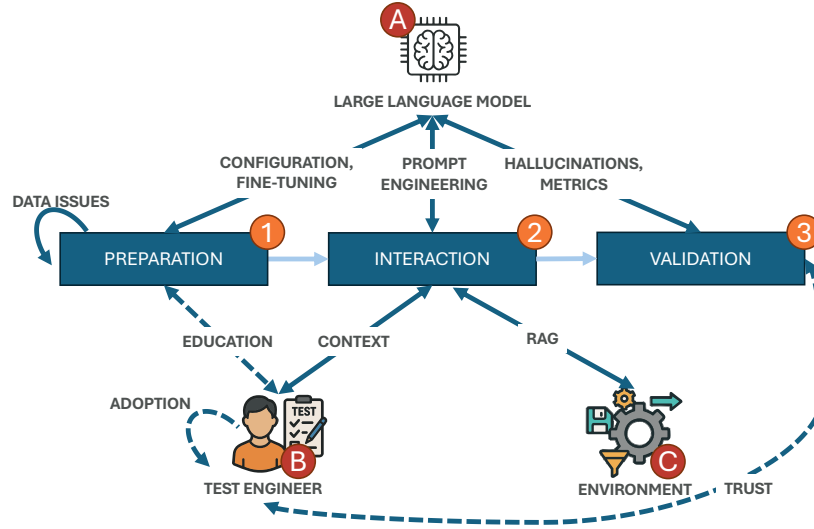 A
LARGE LANGUAGE MODEL
CONFIGURATION,
FINE-TUNING
PROMPT
ENGINEERING
HALLUCINATIONS,
METRICS
DATA ISSUES
1
2
3
PREPARATION
INTERACTION
VALIDATION
EDUCATION
CONTEXT
RAG
ADOPTION
TEST
B
C
TEST ENGINEER
ENVIRONMENT
TRUST